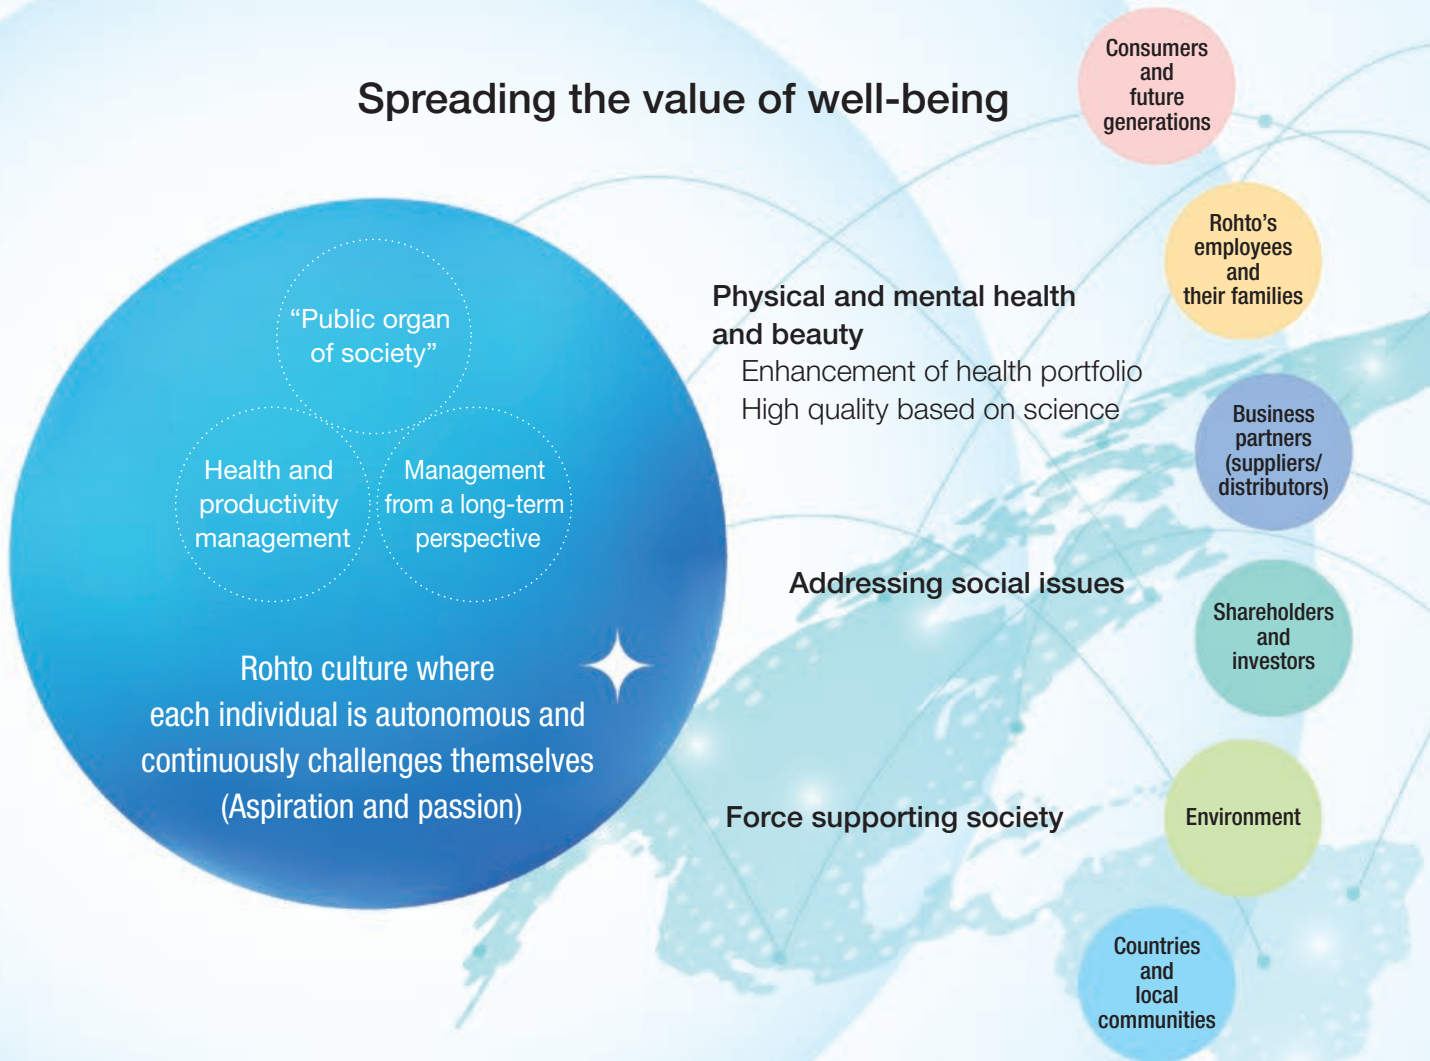 Spreading the value of well-being
“Public organ
of society”
Health and
productivity
management
Management
from a long-term
perspective
Rohto culture where
each individual is autonomous and
continuously challenges themselves
(Aspiration and passion)
Physical and mental health
and beauty
Enhancement of health portfolio
High quality based on science
Addressing social issues
Force supporting society
Consumers
and
future
generations
Rohto’s
employees
and
their families
Business
partners
(suppliers/
distributors)
Shareholders
and
investors
Environment
Countries
and
local
communities